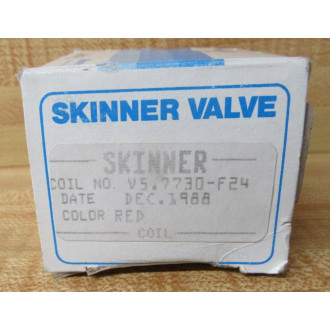 SKINNER VALVE
SKINNER
COIL NO. V5.7730-F24
DATE DEC.1988
COLOR RED
COIL